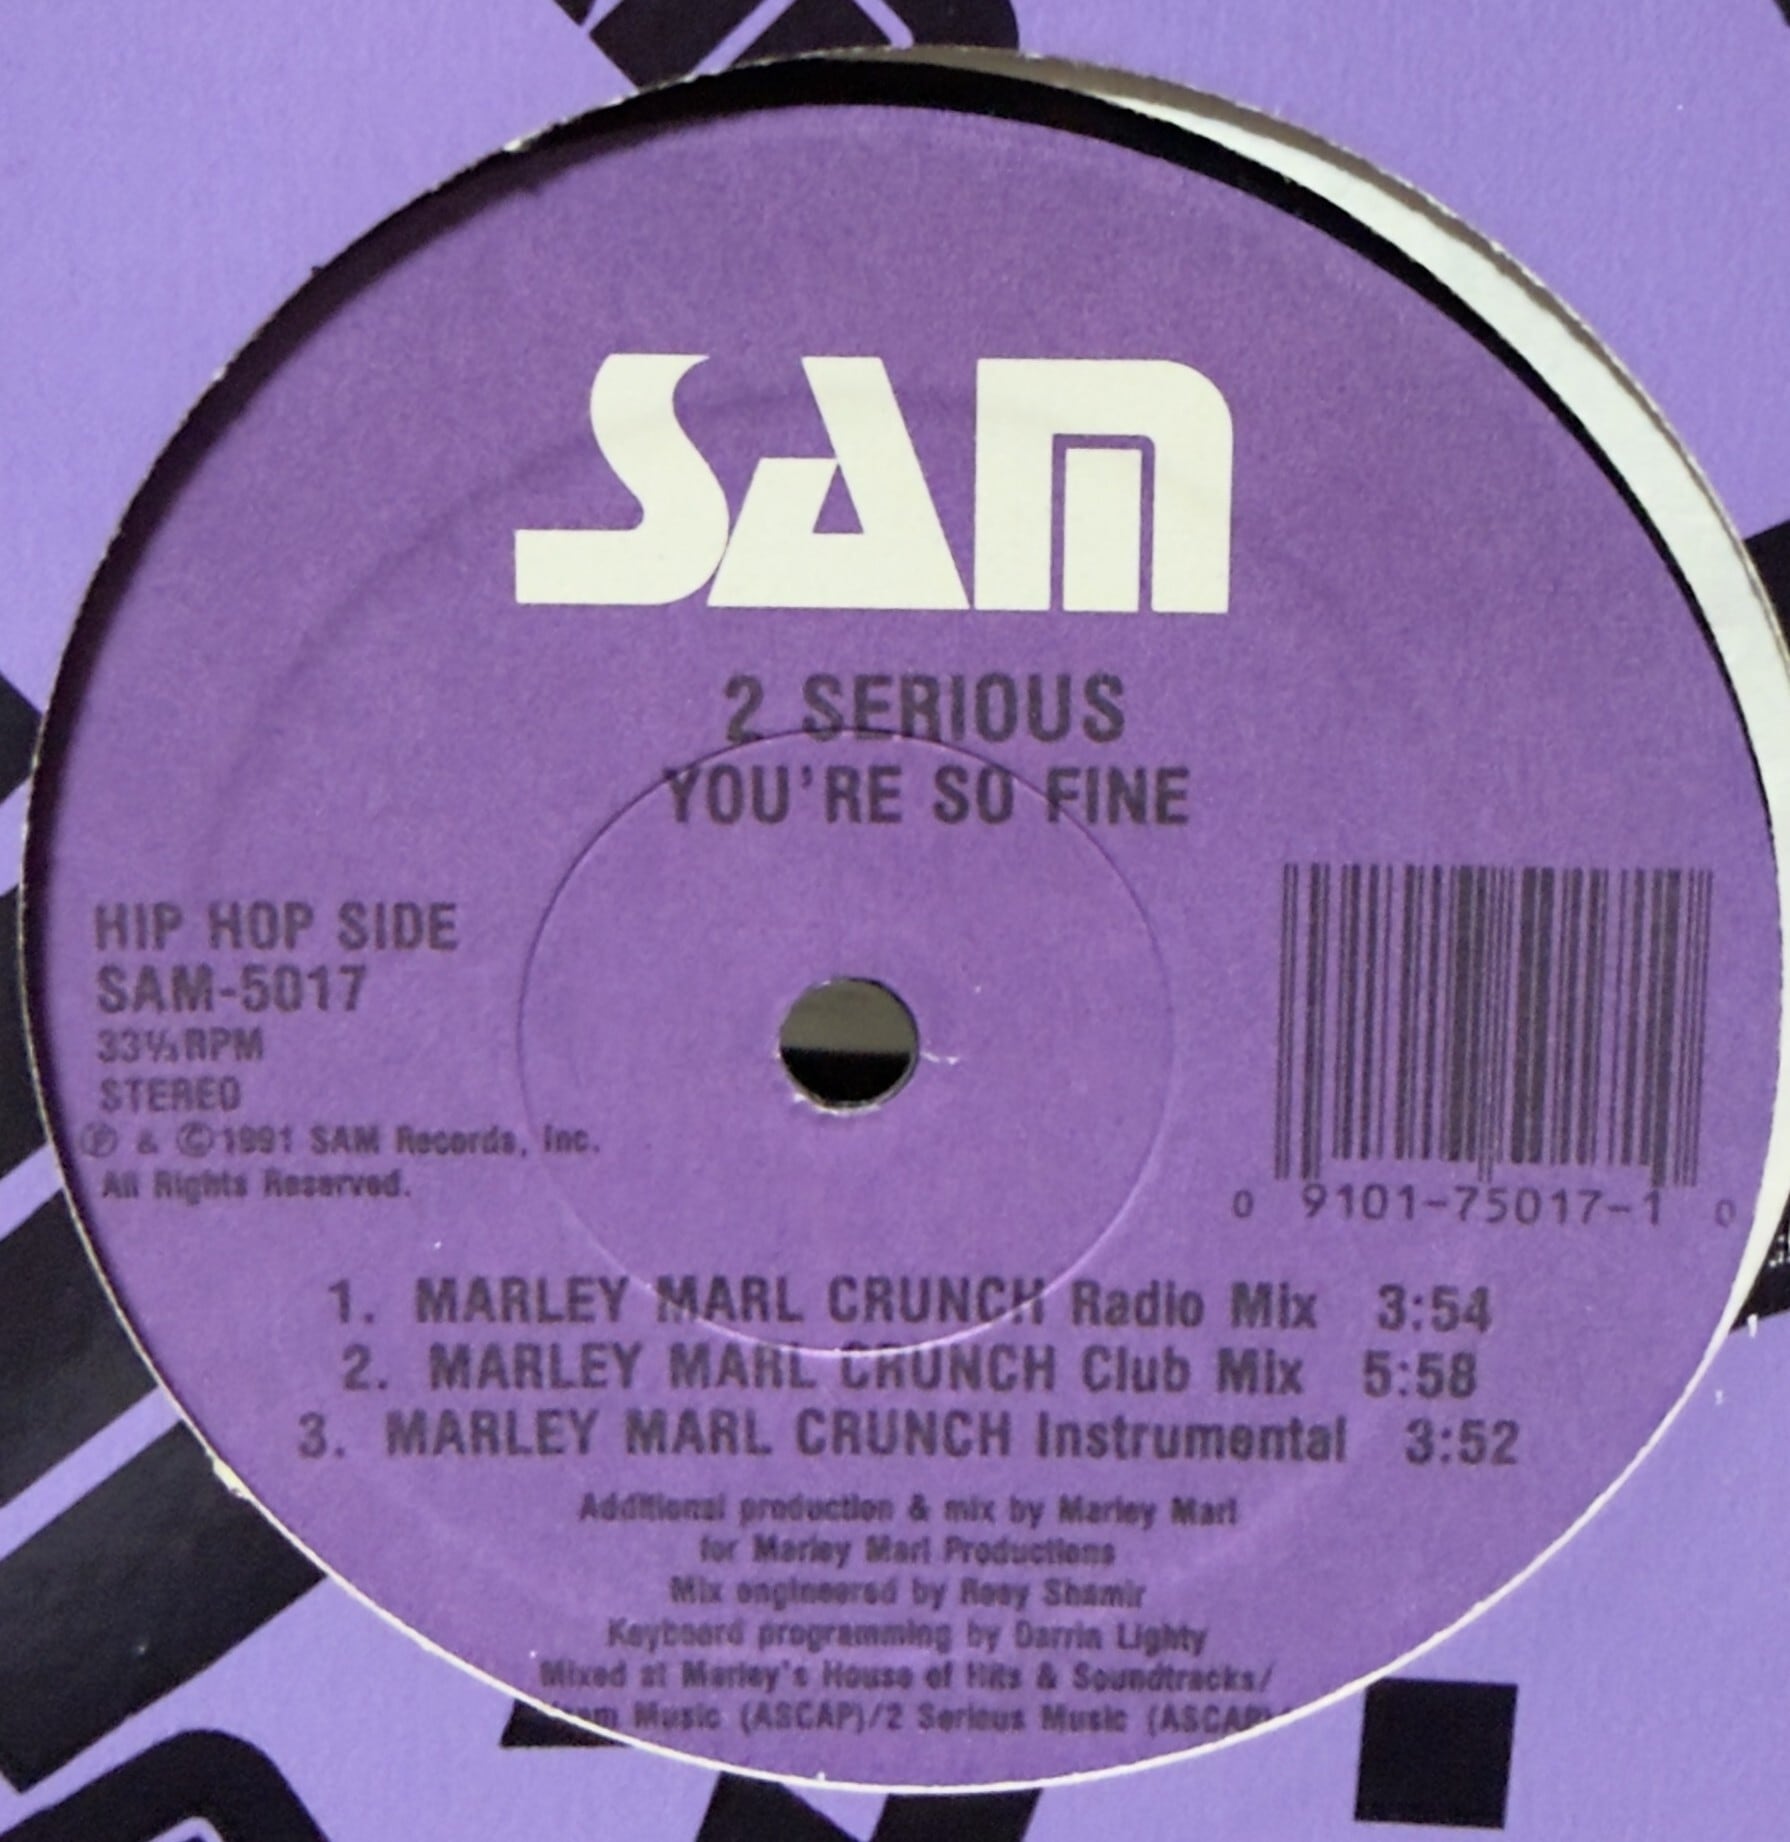 SAM
2 SERIOUS
YOU'RE SO FINE
HIP HOP SIDE
SAM-5017
33⅓ RPM
STEREO
Ⓟ & ©1991 SAM Records, Inc.
All Rights Reserved.
0 9101-75017-1 0
1. MARLEY MARL CRUNCH Radio Mix 3:54
2. MARLEY MARL CRUNCH Club Mix 5:58
3. MARLEY MARL CRUNCH Instrumental 3:52
Additional production & mix by Marley Marl
for Marley Marl Productions
Mix engineered by Roey Shamir
Keyboard programming by Darrin Lighty
Mixed at Marley's House of Hits & Soundtracks/
Music (ASCAP)/2 Serious Music (ASCAP)